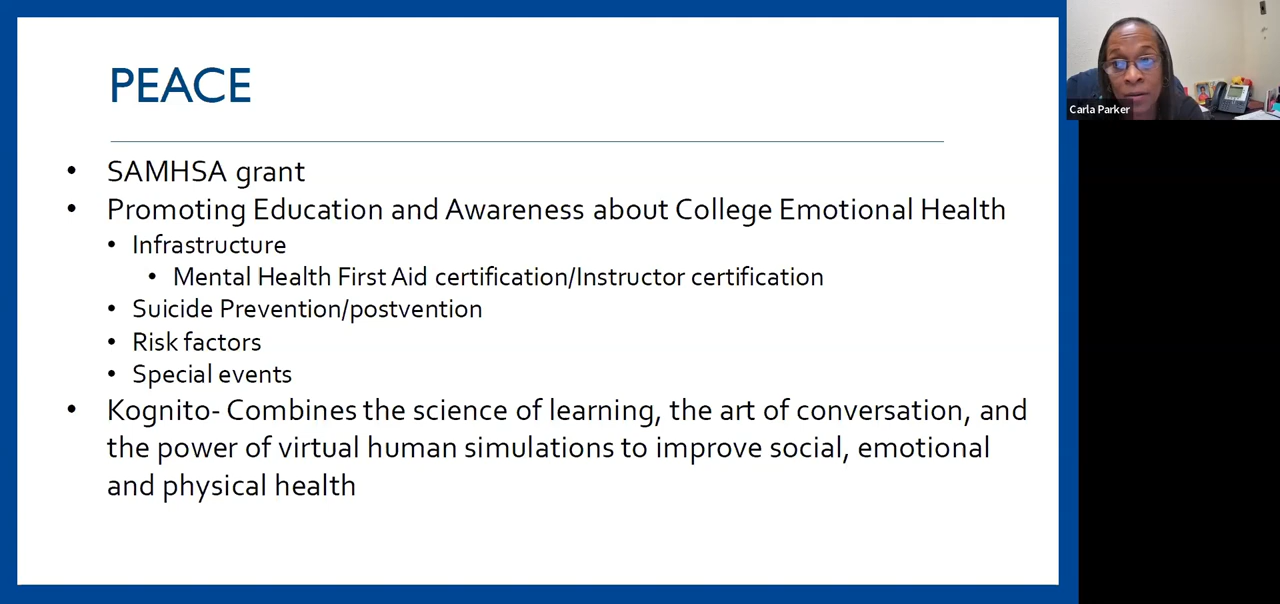 PEACE
• SAMHSA grant
• Promoting Education and Awareness about College Emotional Health
• Infrastructure
• Mental Health First Aid certification/Instructor certification
• Suicide Prevention/postvention
• Risk factors
• Special events
• Kognito- Combines the science of learning, the art of conversation, and
the power of virtual human simulations to improve social, emotional
and physical health
Carla Parker